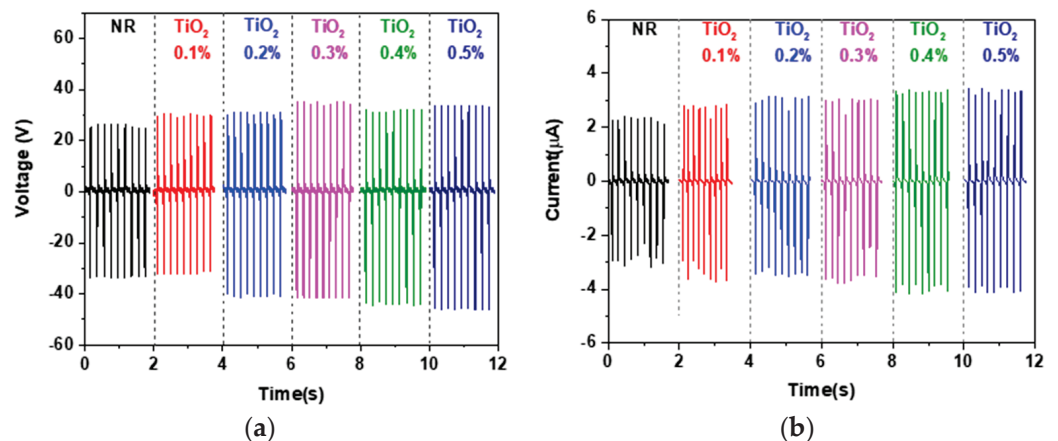 NR TiO2 TiO2 TiO2 TiO2 TiO2
0.1% 0.2% 0.3% 0.4% 0.5%
60
40
20
0
-20
-40
-60
Voltage (V)
0 2 4 6 8 10 12
Time(s)
(a)
NR TiO2 TiO2 TiO2 TiO2 TiO2
0.1% 0.2% 0.3% 0.4% 0.5%
6
4
2
0
-2
-4
-6
Current(μA)
0 2 4 6 8 10 12
Time(s)
(b)